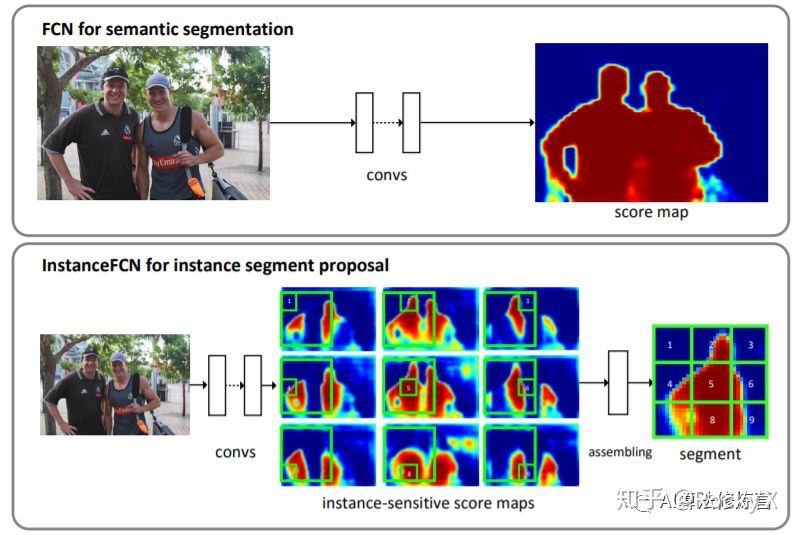 FCN for semantic segmentation
convs
score map
InstanceFCN for instance segment proposal
1
2
3
4
5
6
8
9
1 2 3
4 5 6
8 9
convs
assembling
segment
instance-sensitive score maps
知乎
AI算法修炼营